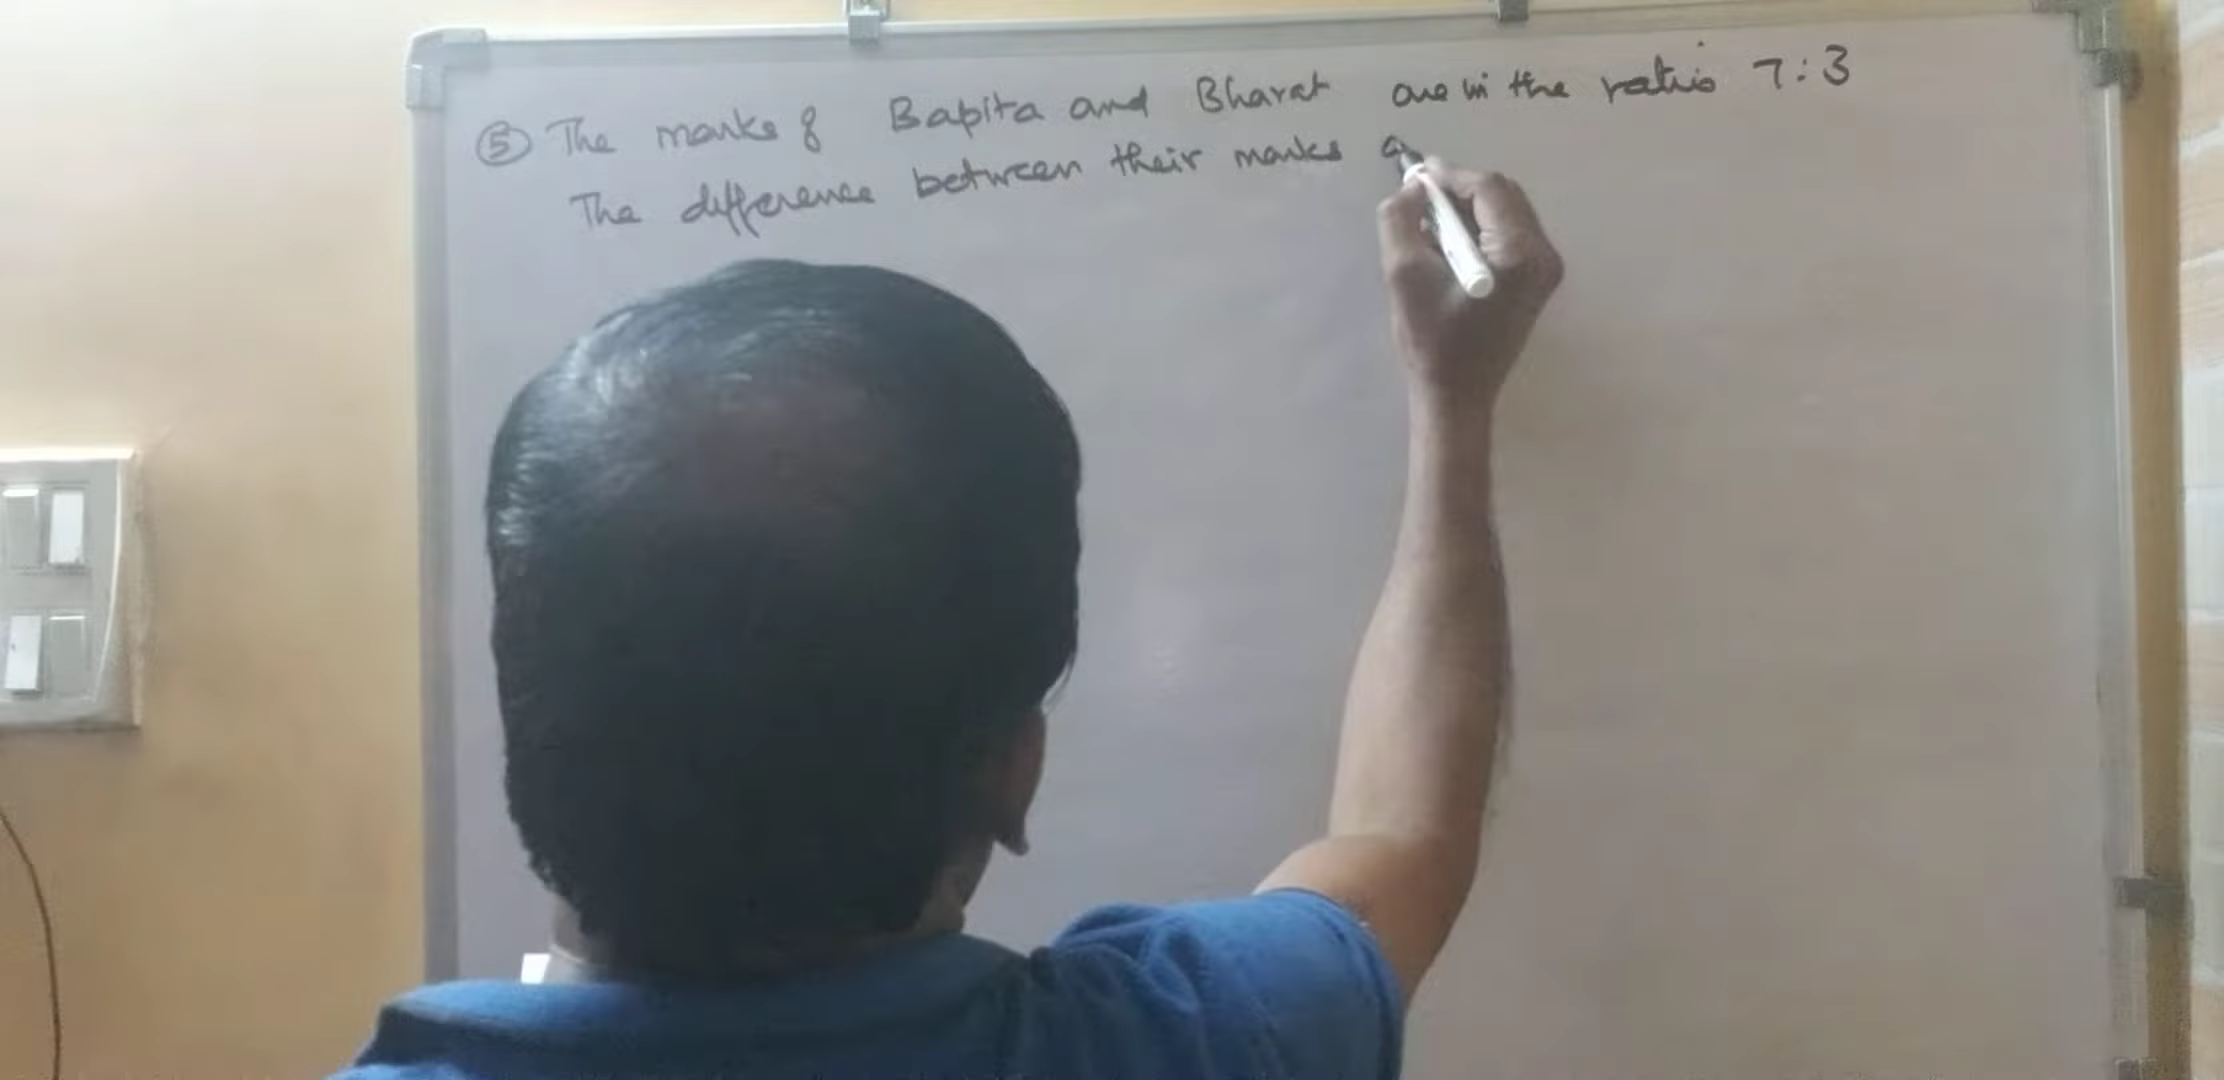 ⑤ The marks of Bapita and Bharat are in the ratio 7:3
The difference between their marks